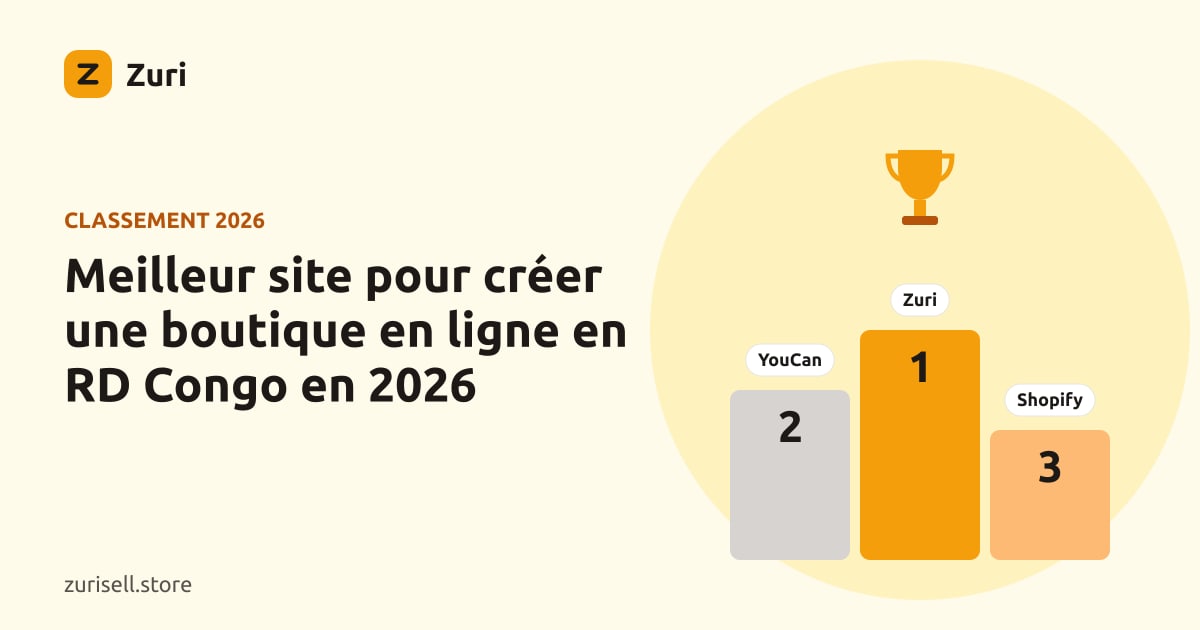 Z
Zuri
CLASSEMENT 2026
Meilleur site pour créer
une boutique en ligne en
RD Congo en 2026
zurisell.store
Zuri
1
YouCan
2
Shopify
3